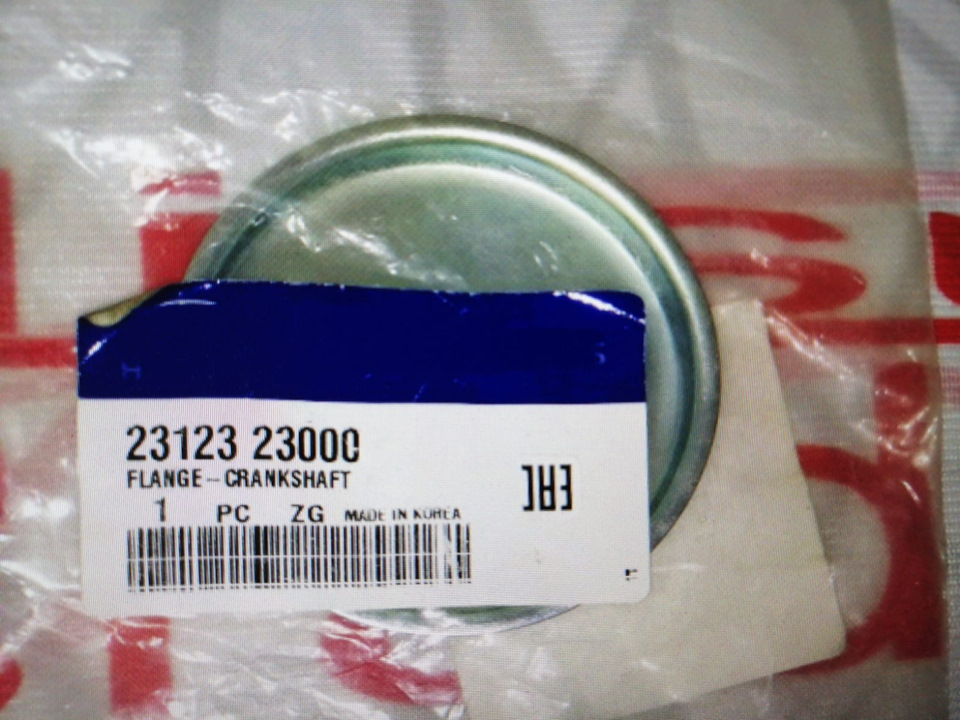 23123 23000
FLANGE-CRANKSHAFT
1 PC ZG MADE IN KOREA
EAC